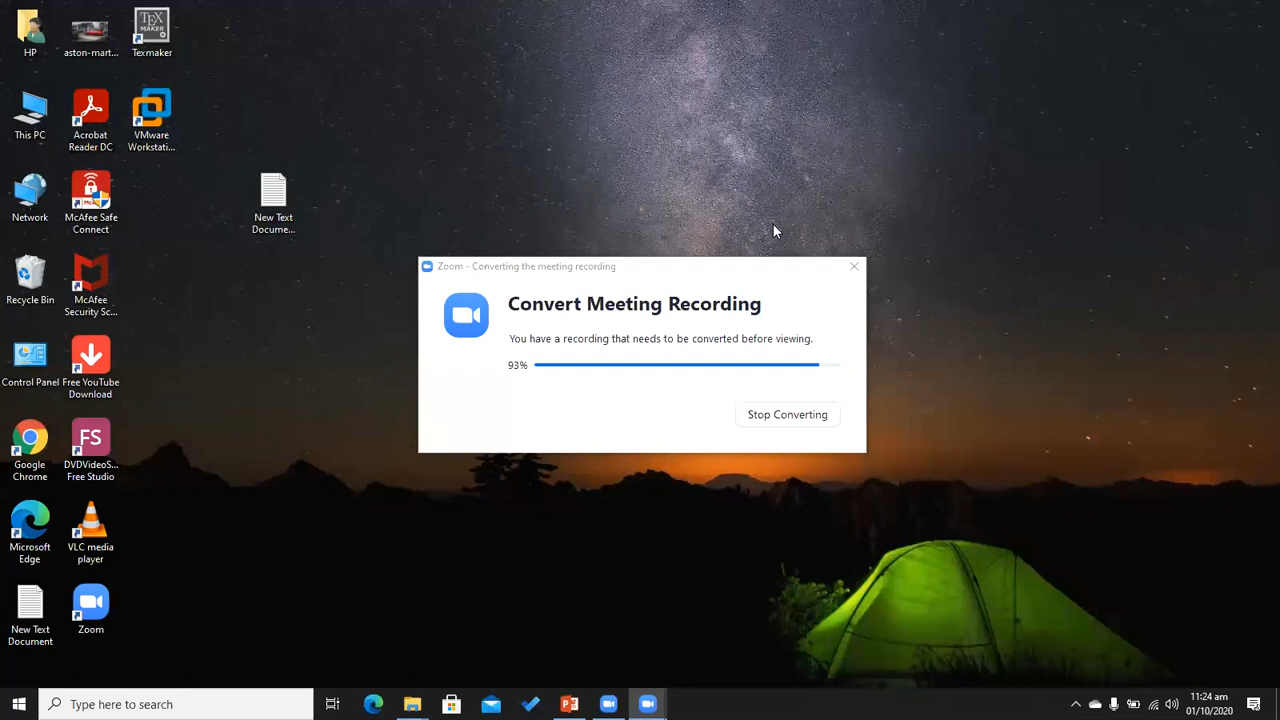 HP
aston-mart...
TEX
MAKER
Texmaker
This PC
Acrobat
Reader DC
VMware
Workstati...
Network
McAfee Safe
Connect
New Text
Docume...
Recycle Bin
McAfee
Security Sc...
Control Panel
Free YouTube
Download
Google
Chrome
FS
DVDVideoS...
Free Studio
Microsoft
Edge
VLC media
player
New Text
Document
Zoom
Zoom - Converting the meeting recording
Convert Meeting Recording
You have a recording that needs to be converted before viewing.
93%
Stop Converting
Type here to search
11:24 am
01/10/2020